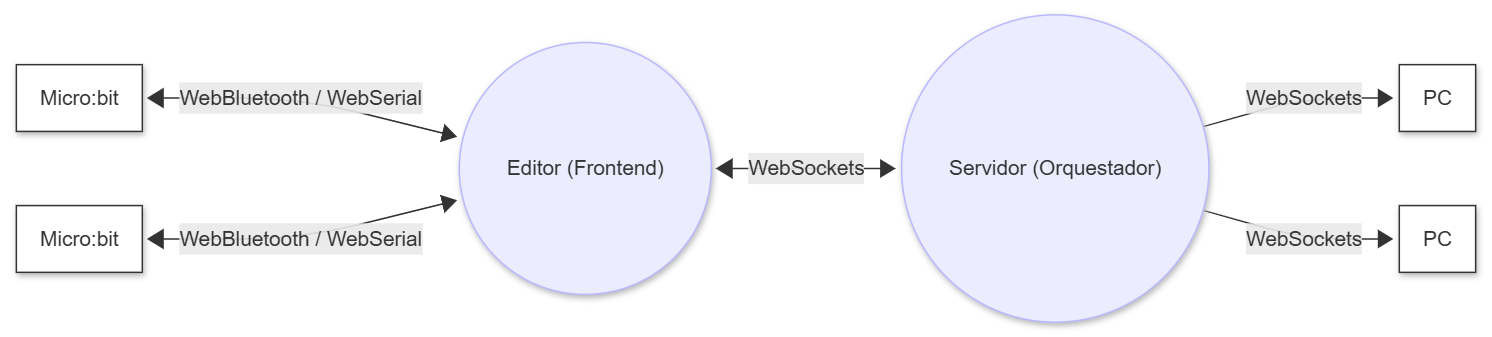 Micro:bit
WebBluetooth / WebSerial
Micro:bit
WebBluetooth / WebSerial
Editor (Frontend)
WebSockets
Servidor (Orquestador)
WebSockets
PC
WebSockets
PC